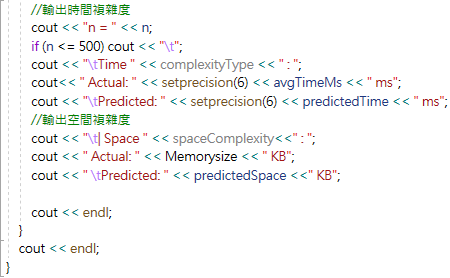 //輸出時間複雜度
cout << "n = " << n;
if (n <= 500) cout << "\t";
cout << "\tTime " << complexityType << " : ";
cout<< " Actual: " << setprecision(6) << avgTimeMs << " ms";
cout << "\tPredicted: " << setprecision(6) << predictedTime << " ms";
//輸出空間複雜度
cout << "\t| Space " << spaceComplexity<<" : ";
cout << " Actual: " << Memorysize << " KB";
cout << " \tPredicted: " << predictedSpace <<" KB";
cout << endl;
}
cout << endl;
}